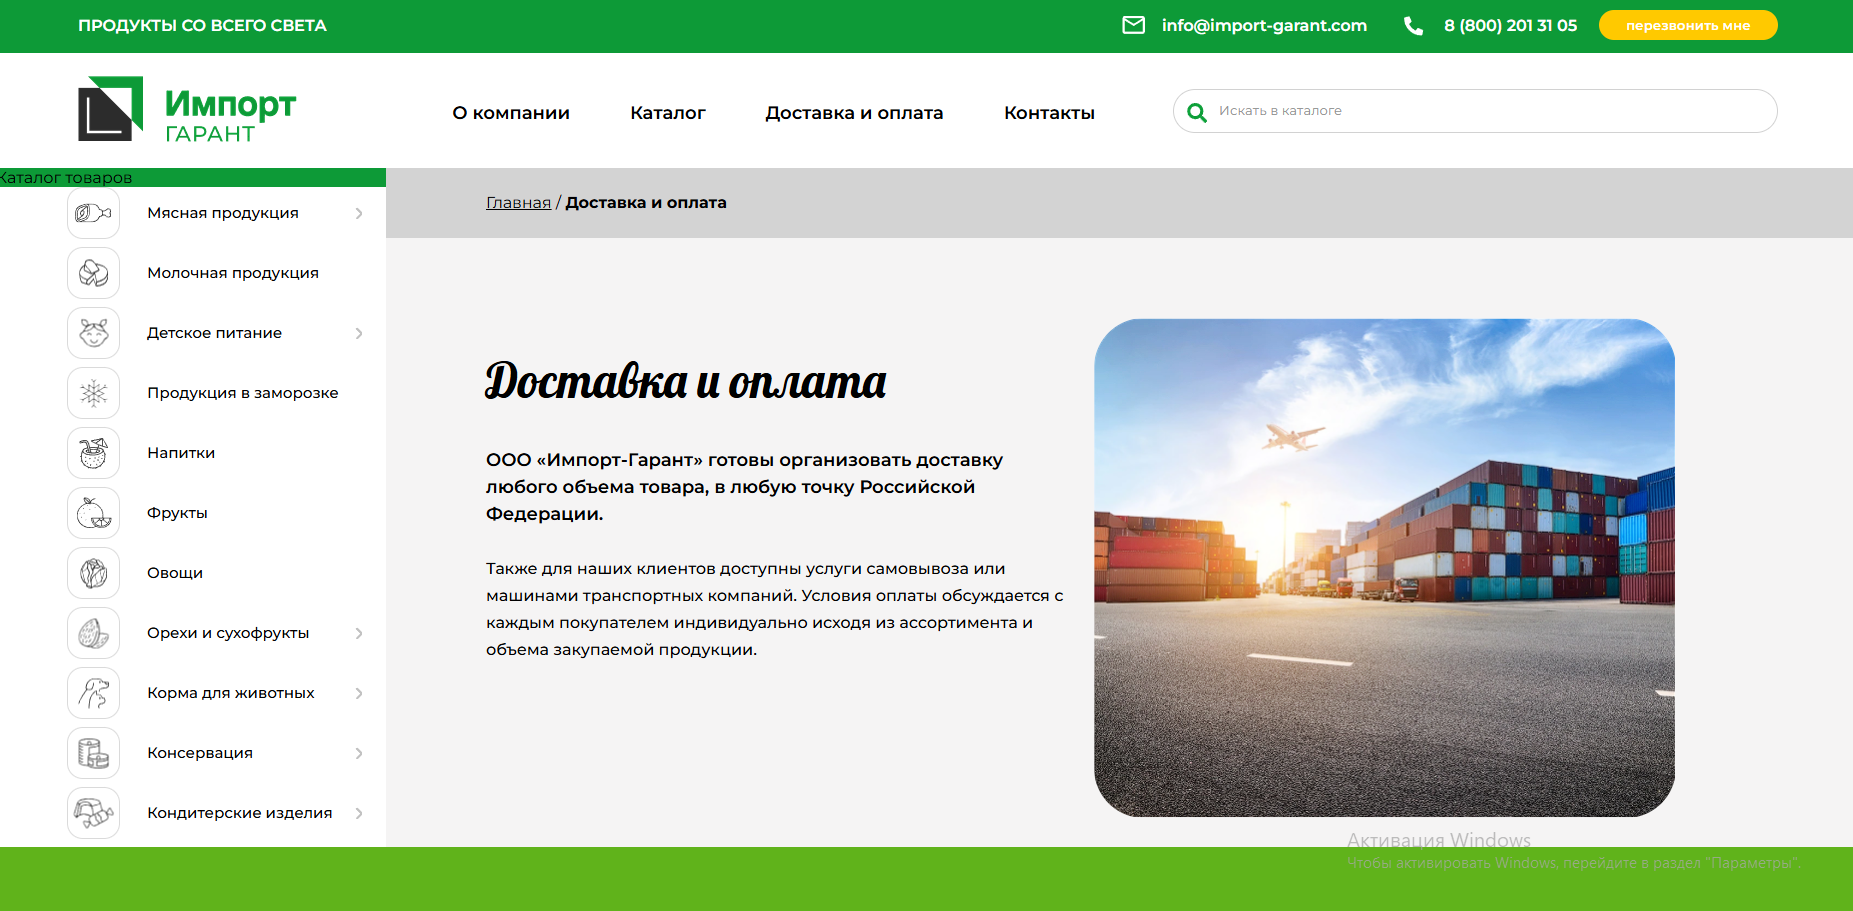 ПРОДУКТЫ СО ВСЕГО СВЕТА
info@import-garant.com
8 (800) 201 31 05
перезвонить мне
Импорт
ГАРАНТ
О компании
Каталог
Доставка и оплата
Контакты
Искать в каталоге
Каталог товаров
Мясная продукция
Молочная продукция
Детское питание
Продукция в заморозке
Напитки
Фрукты
Овощи
Орехи и сухофрукты
Корма для животных
Консервация
Кондитерские изделия
Главная / Доставка и оплата
Доставка и оплата
ООО «Импорт-Гарант» готовы организовать доставку
любого объема товара, в любую точку Российской
Федерации.
Также для наших клиентов доступны услуги самовывоза или
машинами транспортных компаний. Условия оплаты обсуждается с
каждым покупателем индивидуально исходя из ассортимента и
объема закупаемой продукции.
Активация Windows
Чтобы активировать Windows, перейдите в раздел "Параметры".